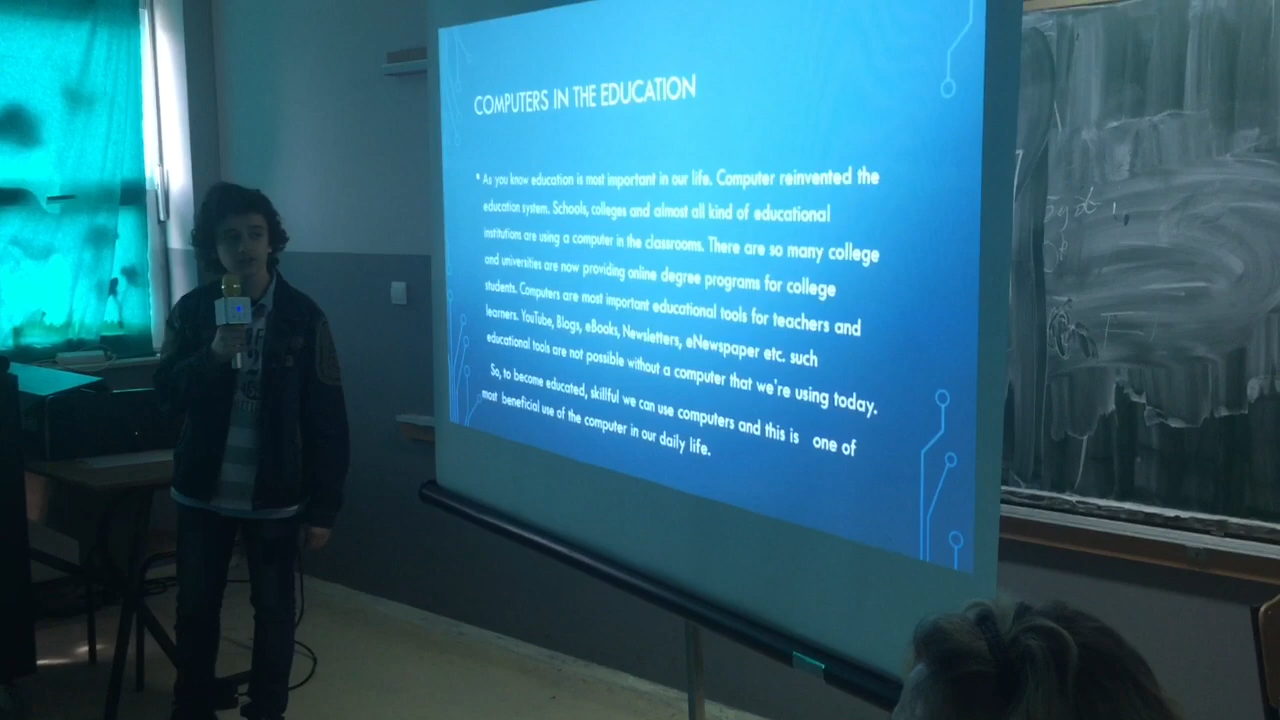 COMPUTERS IN THE EDUCATION
• As you know education is most important in our life. Computer reinvented the
education system. Schools, colleges and almost all kind of educational
institutions are using a computer in the classrooms. There are so many college
and universities are now providing online degree programs for college
students. Computers are most important educational tools for teachers and
learners. YouTube, Blogs, eBooks, Newsletters, eNewspaper etc. such
educational tools are not possible without a computer that we're using today.
So, to become educated, skillful we can use computers and this is one of
most beneficial use of the computer in our daily life.